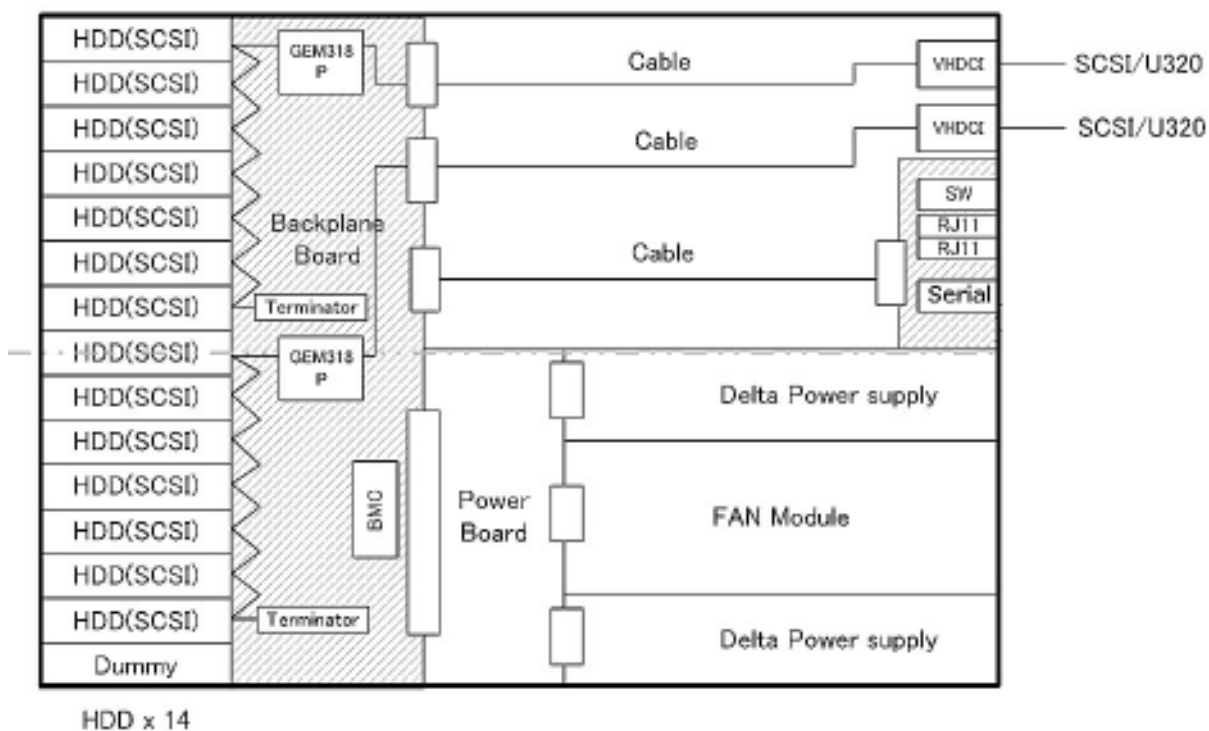 HDD(SCSI)
HDD(SCSI)
HDD(SCSI)
HDD(SCSI)
HDD(SCSI)
HDD(SCSI)
HDD(SCSI)
HDD(SCSI)
HDD(SCSI)
HDD(SCSI)
HDD(SCSI)
HDD(SCSI)
HDD(SCSI)
HDD(SCSI)
Dummy
HDD x 14
GEM318
P
Backplane
Board
Terminator
GEM318
P
BMC
Terminator
Cable
Cable
Cable
VHDCI
SCSI/U320
VHDCI
SCSI/U320
SW
RJ11
RJ11
Serial
Power
Board
Delta Power supply
FAN Module
Delta Power supply